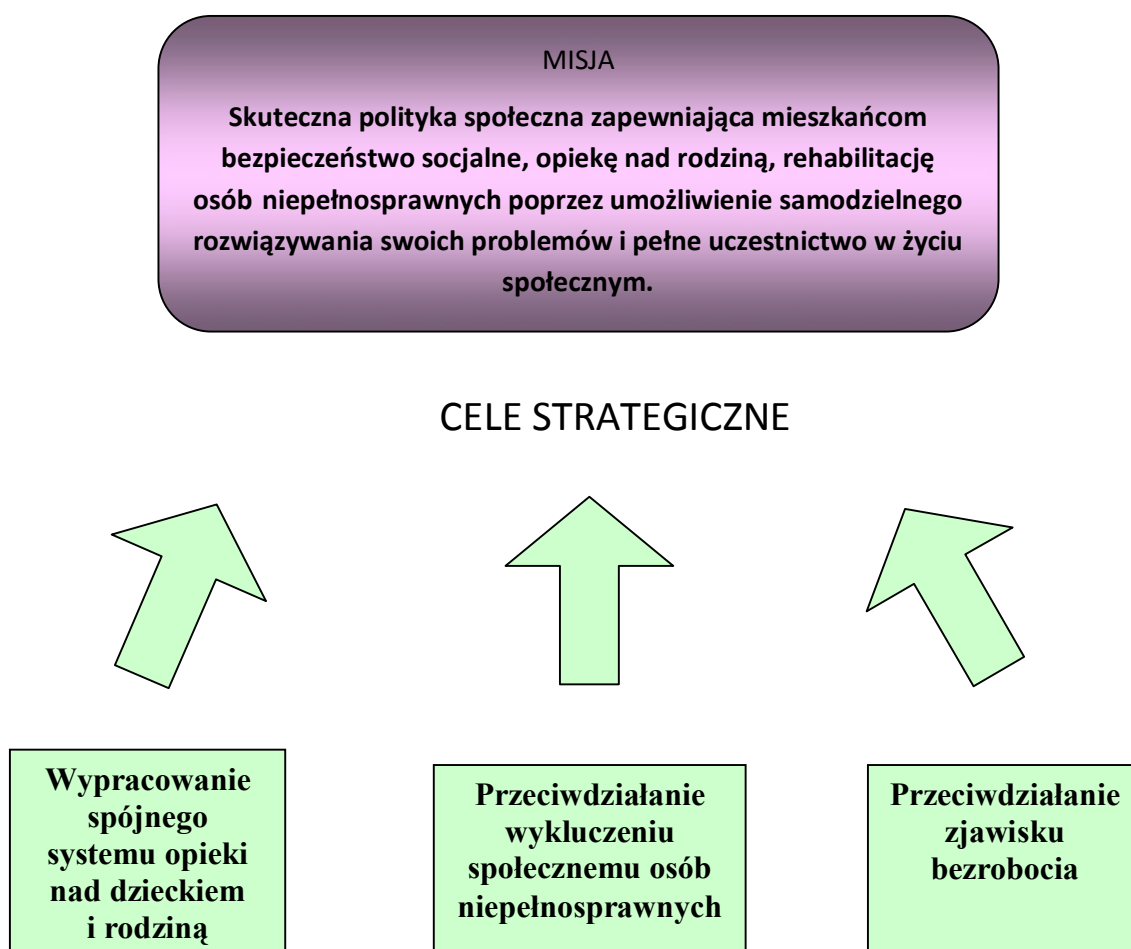 MISJA
Skuteczna polityka społeczna zapewniająca mieszkańcom
bezpieczeństwo socjalne, opiekę nad rodziną, rehabilitację
osób niepełnosprawnych poprzez umożliwienie samodzielnego
rozwiązywania swoich problemów i pełne uczestnictwo w życiu
społecznym.
CELE STRATEGICZNE
Wypracowanie
spójnego
systemu opieki
nad dzieckiem
i rodziną
Przeciwdziałanie
wykluczeniu
społecznemu osób
niepełnosprawnych
Przeciwdziałanie
zjawisku
bezrobocia